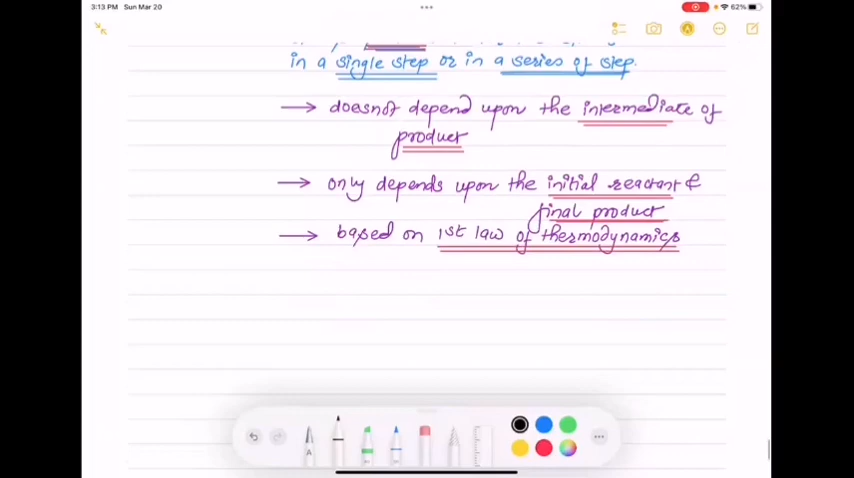 3:13 PM Sun Mar 20
62%
in a single step or in a series of step.
→ doesnot depend upon the intermediate of
product
→ only depends upon the initial reactant &
final product
→ based on 1st law of thermodynamics
A